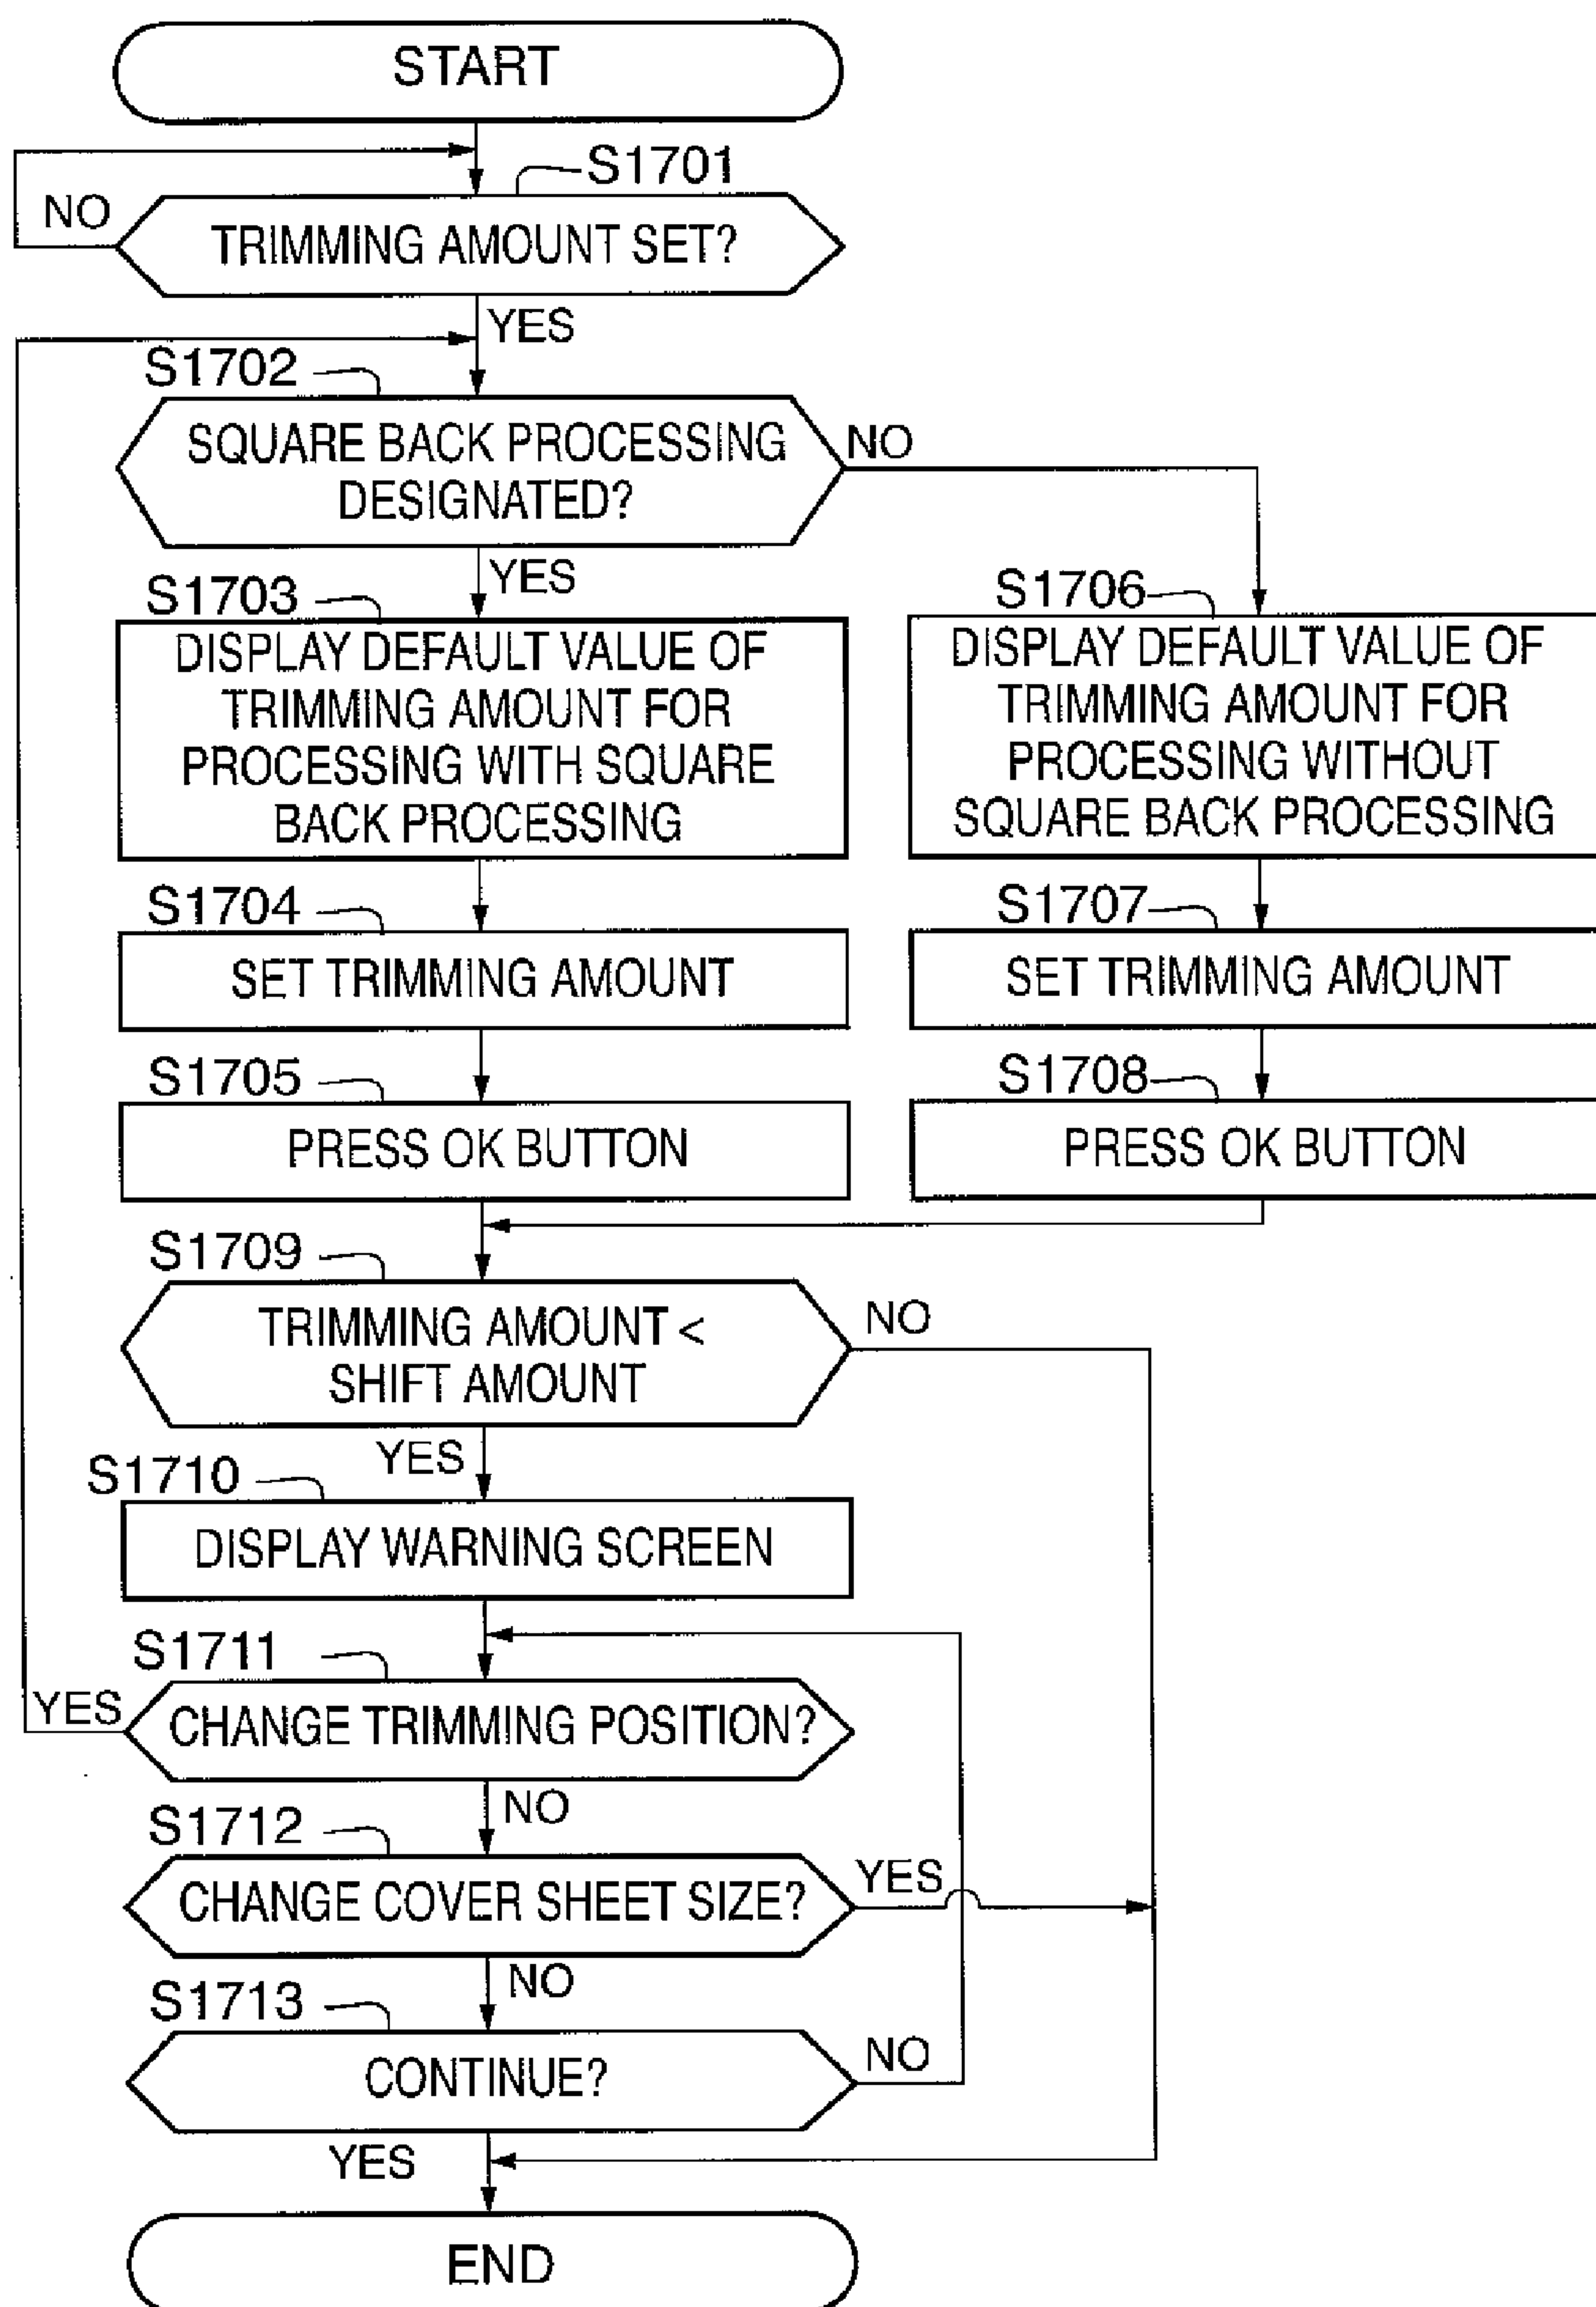 START
S1701
NO
TRIMMING AMOUNT SET?
YES
S1702
SQUARE BACK PROCESSING
DESIGNATED?
NO
YES
S1703
DISPLAY DEFAULT VALUE OF
TRIMMING AMOUNT FOR
PROCESSING WITH SQUARE
BACK PROCESSING
S1706
DISPLAY DEFAULT VALUE OF
TRIMMING AMOUNT FOR
PROCESSING WITHOUT
SQUARE BACK PROCESSING
S1704
SET TRIMMING AMOUNT
S1707
SET TRIMMING AMOUNT
S1705
PRESS OK BUTTON
S1708
PRESS OK BUTTON
S1709
TRIMMING AMOUNT <
SHIFT AMOUNT
NO
YES
S1710
DISPLAY WARNING SCREEN
S1711
YES
CHANGE TRIMMING POSITION?
NO
S1712
CHANGE COVER SHEET SIZE?
YES
NO
S1713
CONTINUE?
NO
YES
END